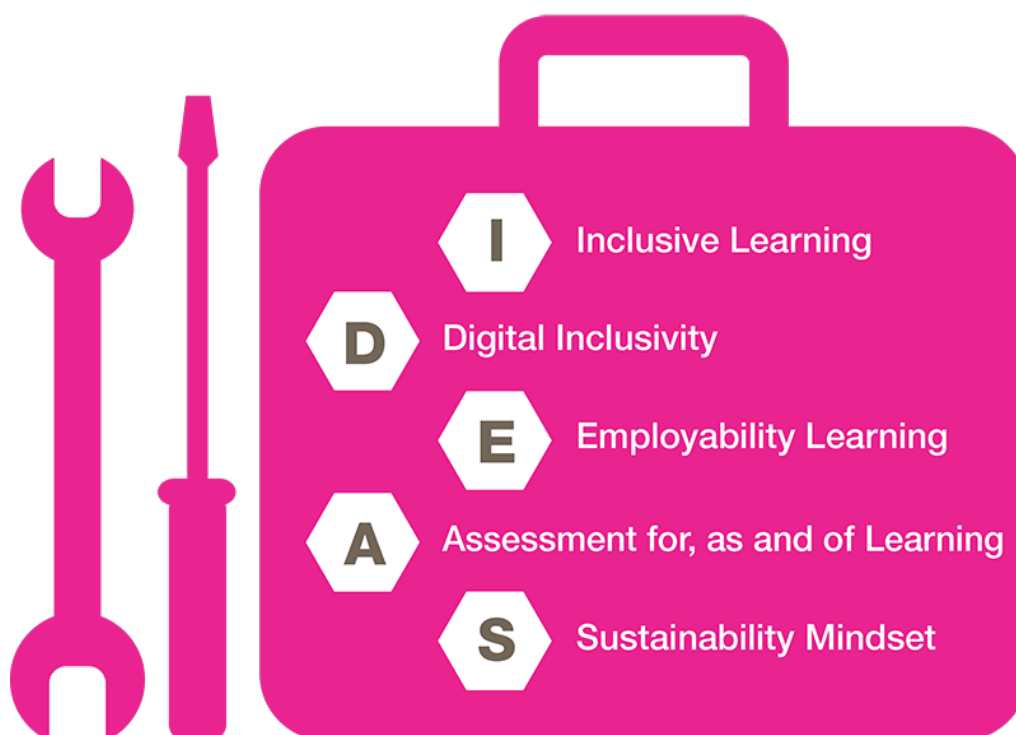 I Inclusive Learning
D Digital Inclusivity
E Employability Learning
A Assessment for, as and of Learning
S Sustainability Mindset